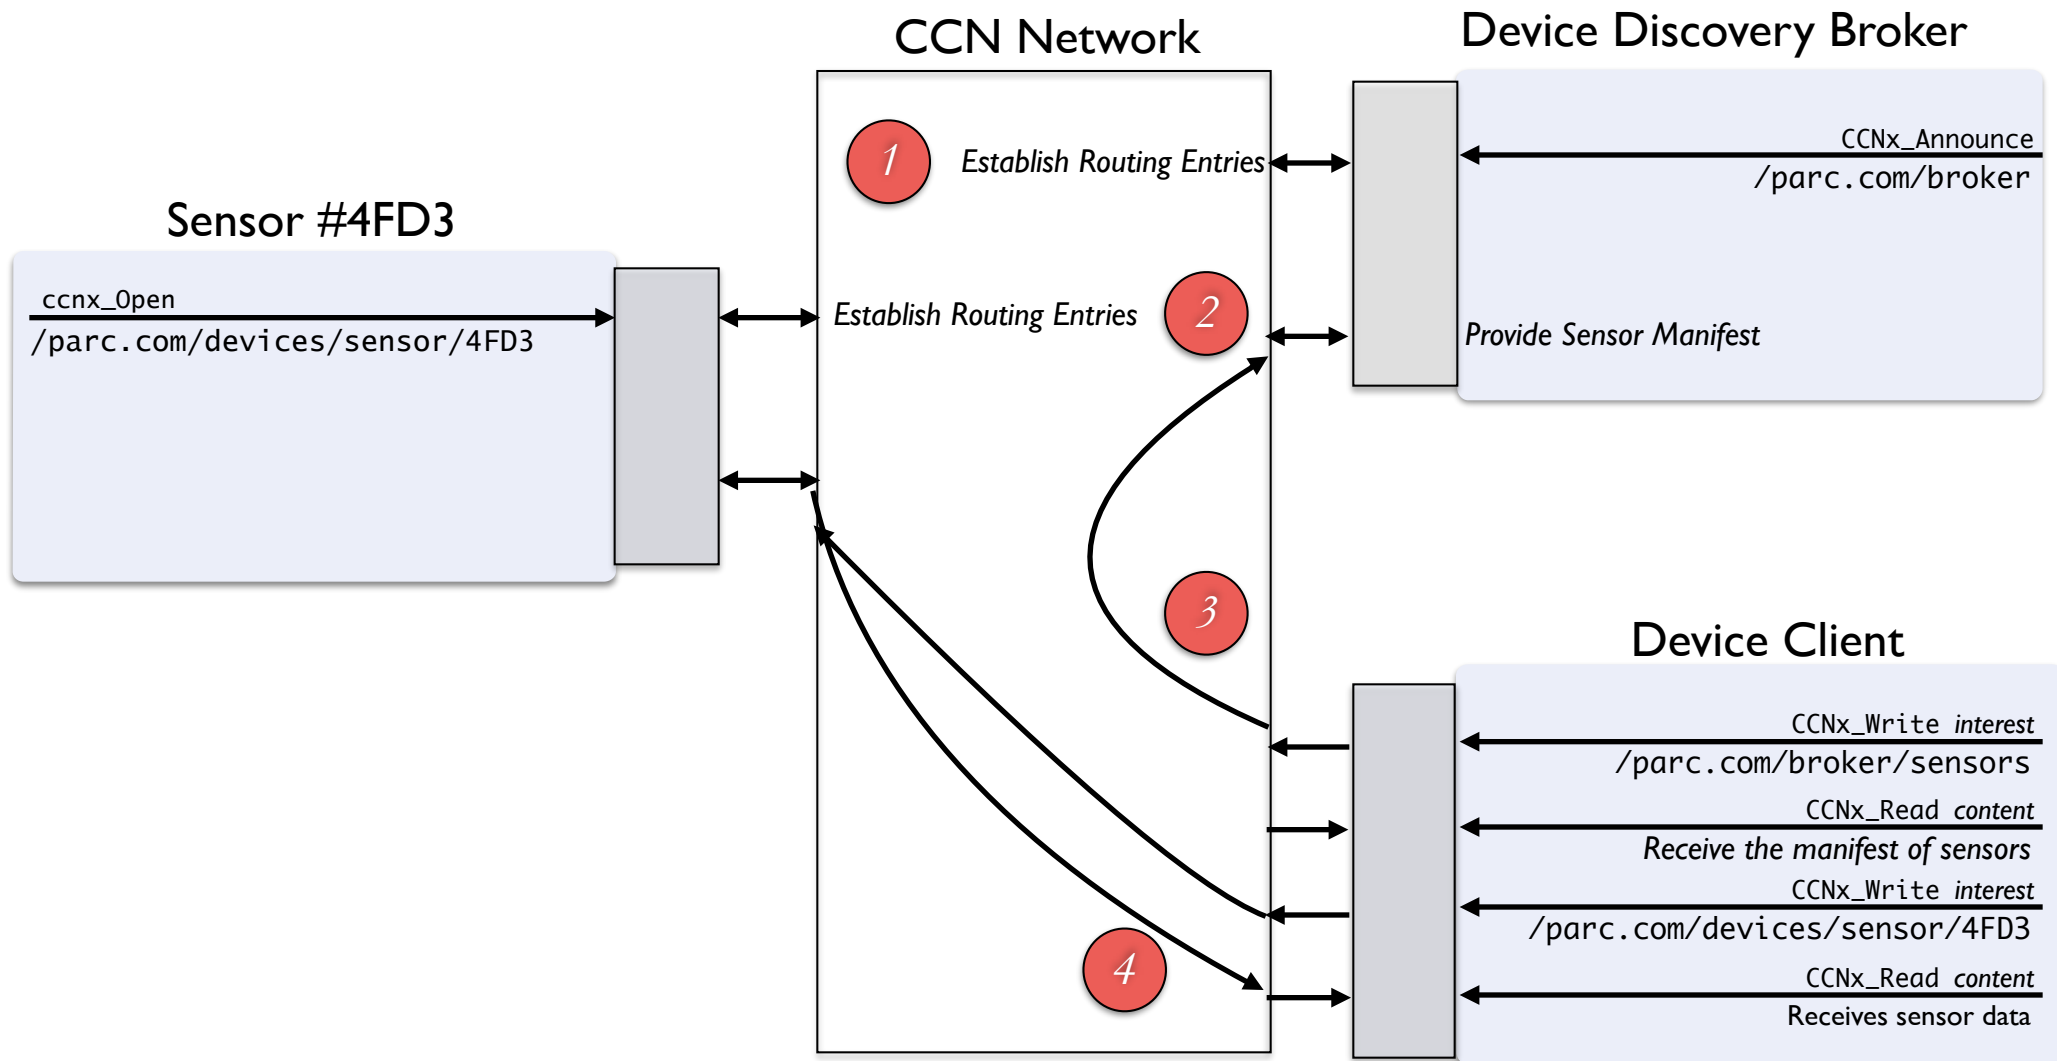 CCN Network
Device Discovery Broker
1
Establish Routing Entries
CCNx_Announce
/parc.com/broker
Sensor #4FD3
ccnx_Open
/parc.com/devices/sensor/4FD3
Establish Routing Entries
2
Provide Sensor Manifest
3
Device Client
CCNx_Write interest
/parc.com/broker/sensors
CCNx_Read content
Receive the manifest of sensors
CCNx_Write interest
/parc.com/devices/sensor/4FD3
4
CCNx_Read content
Receives sensor data